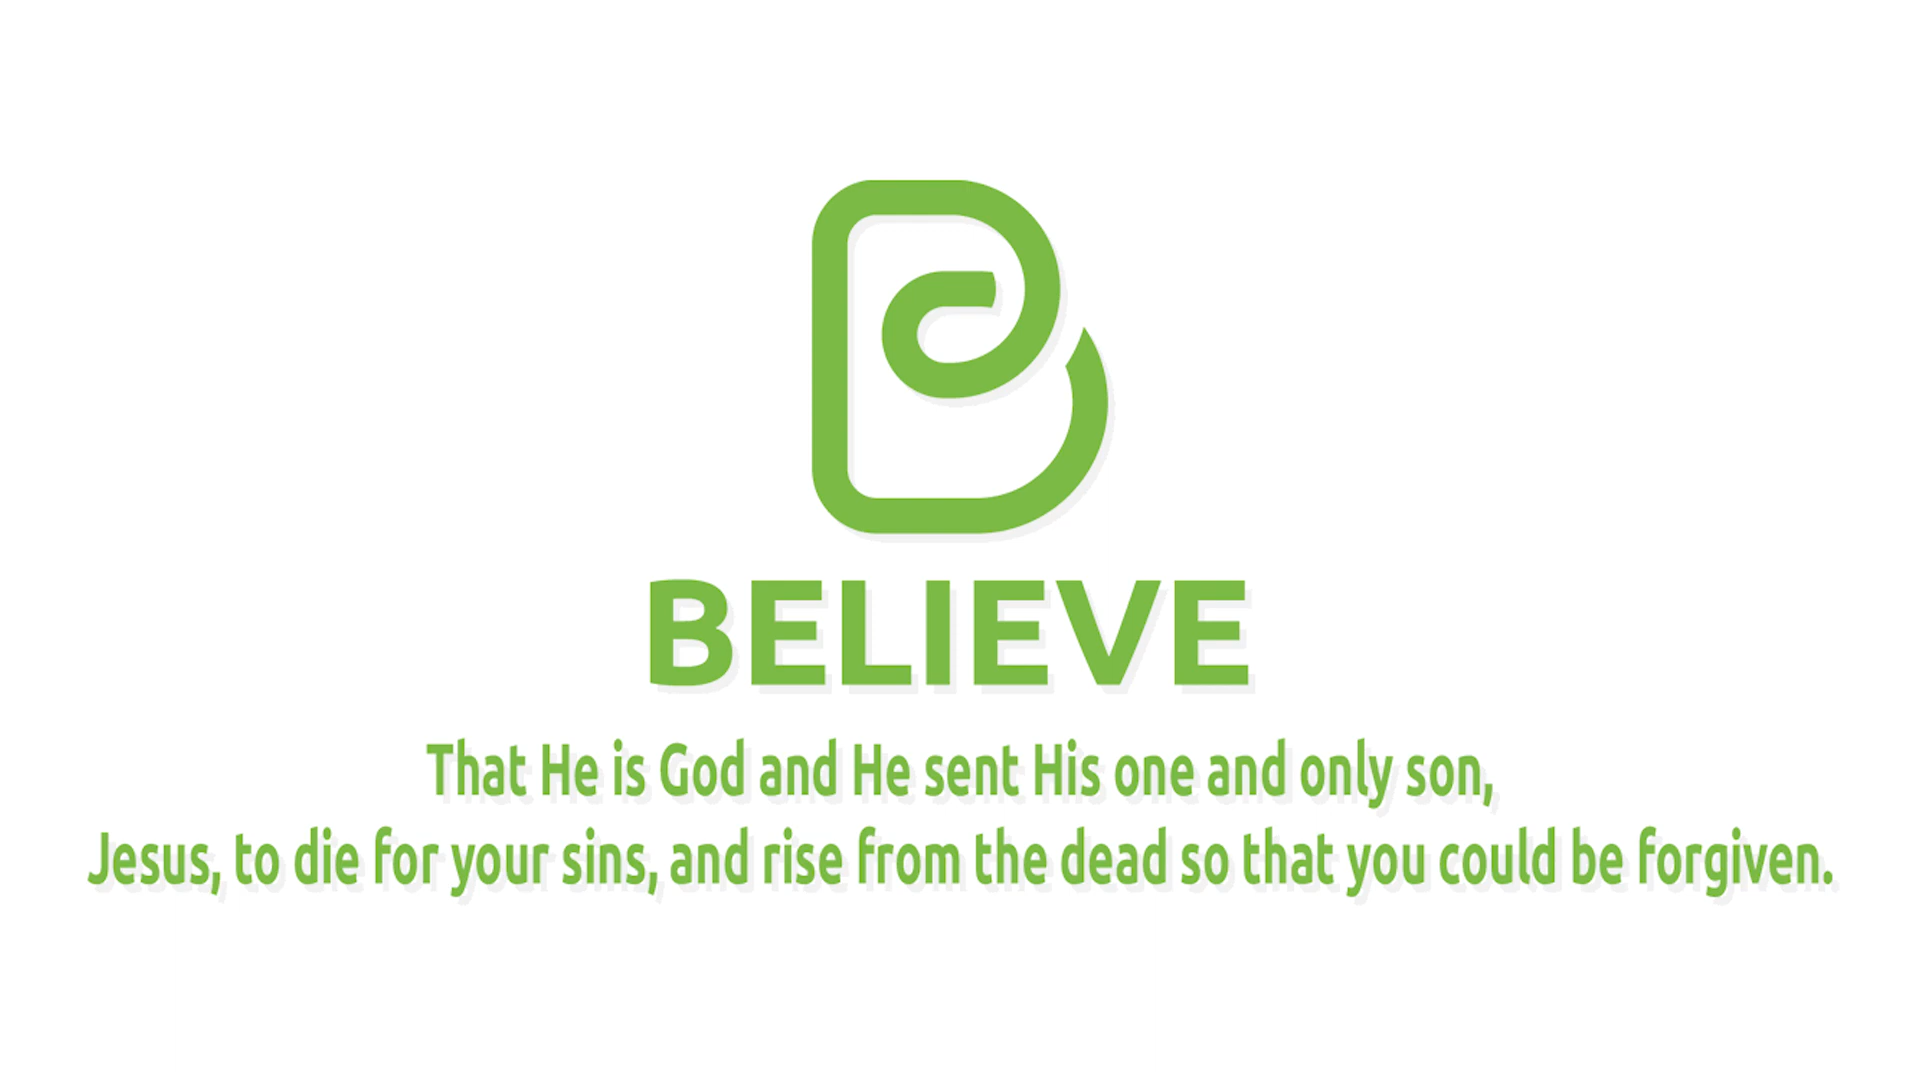 B
BELIEVE
That He is God and He sent His one and only son,
Jesus, to die for your sins, and rise from the dead so that you could be forgiven.